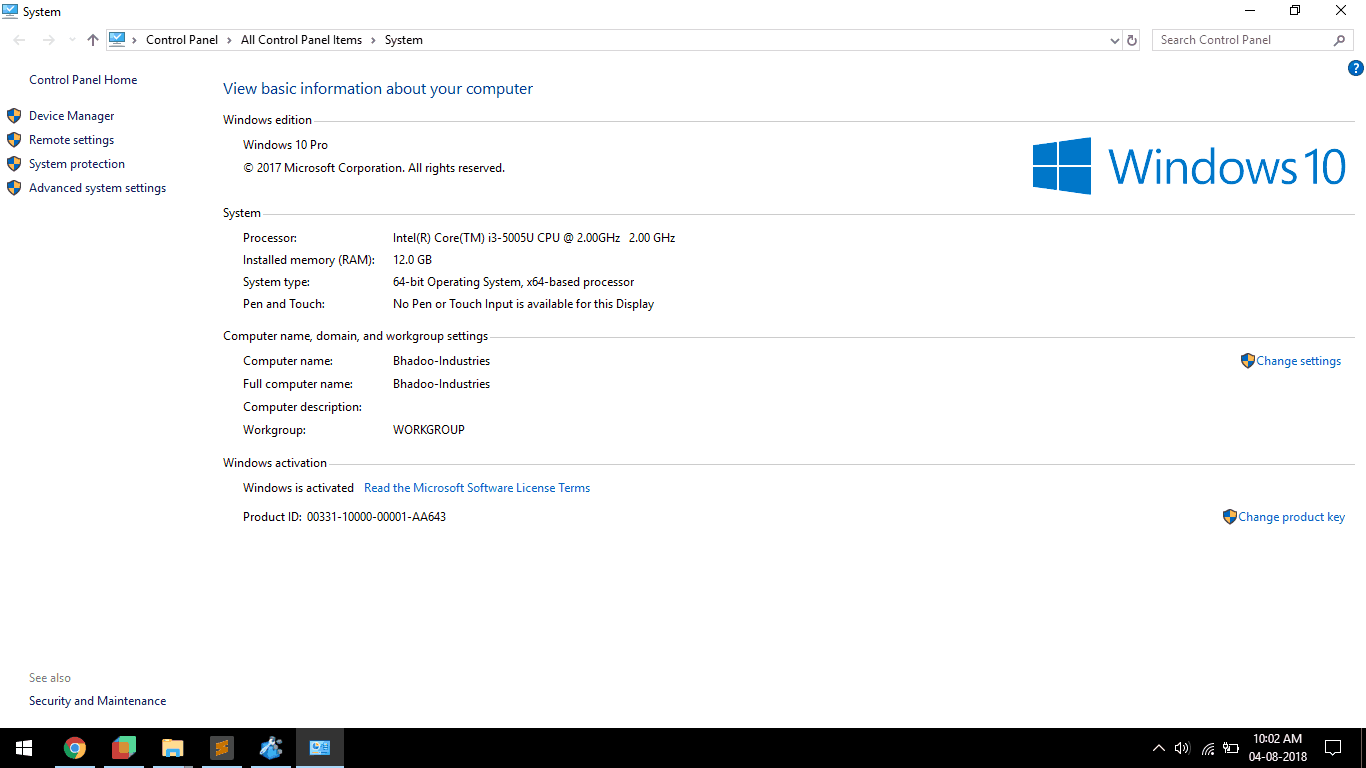 System
Control Panel › All Control Panel Items › System
Search Control Panel
Control Panel Home
Device Manager
Remote settings
System protection
Advanced system settings
See also
Security and Maintenance
View basic information about your computer
Windows edition
Windows 10 Pro
© 2017 Microsoft Corporation. All rights reserved.
Windows 10
System
Processor: Intel(R) Core(TM) i3-5005U CPU @ 2.00GHz 2.00 GHz
Installed memory (RAM): 12.0 GB
System type: 64-bit Operating System, x64-based processor
Pen and Touch: No Pen or Touch Input is available for this Display
Computer name, domain, and workgroup settings
Computer name: Bhadoo-Industries
Change settings
Full computer name: Bhadoo-Industries
Computer description:
Workgroup: WORKGROUP
Windows activation
Windows is activated Read the Microsoft Software License Terms
Product ID: 00331-10000-00001-AA643
Change product key
10:02 AM
04-08-2018